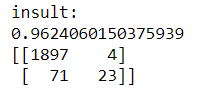 insult:
0.9624060150375939
[[1897    4]
 [  71   23]]